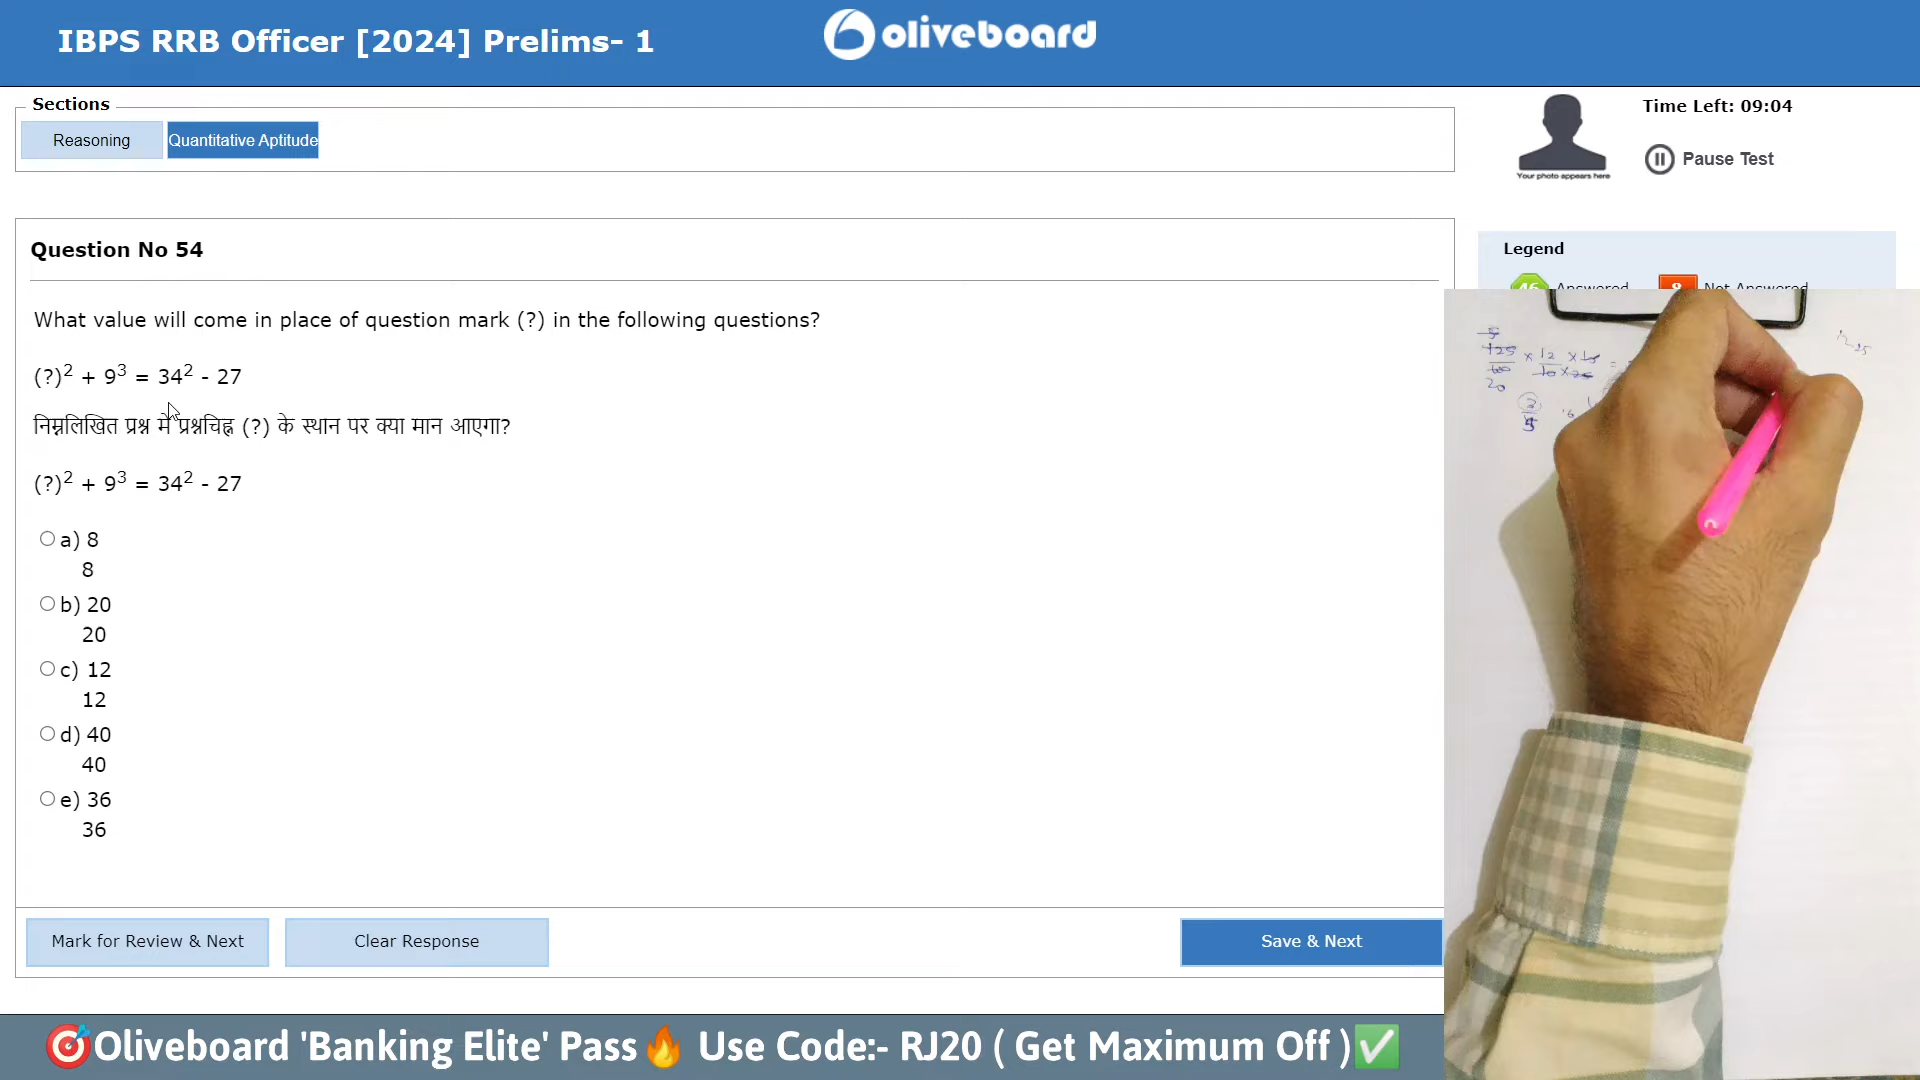 IBPS RRB Officer [2024] Prelims- 1
oliveboard
Sections
Reasoning
Quantitative Aptitude
Your photo appears here
Time Left: 09:04
Pause Test
Question No 54
Legend
What value will come in place of question mark (?) in the following questions?
(?)² + 9³ = 34² - 27
निम्नलिखित प्रश्न में प्रश्नचिह्न (?) के स्थान पर क्या मान आएगा?
(?)² + 9³ = 34² - 27
a) 8
8
b) 20
20
c) 12
12
d) 40
40
e) 36
36
Mark for Review & Next
Clear Response
Save & Next
🎯Oliveboard 'Banking Elite' Pass🔥 Use Code:- RJ20 ( Get Maximum Off )✅